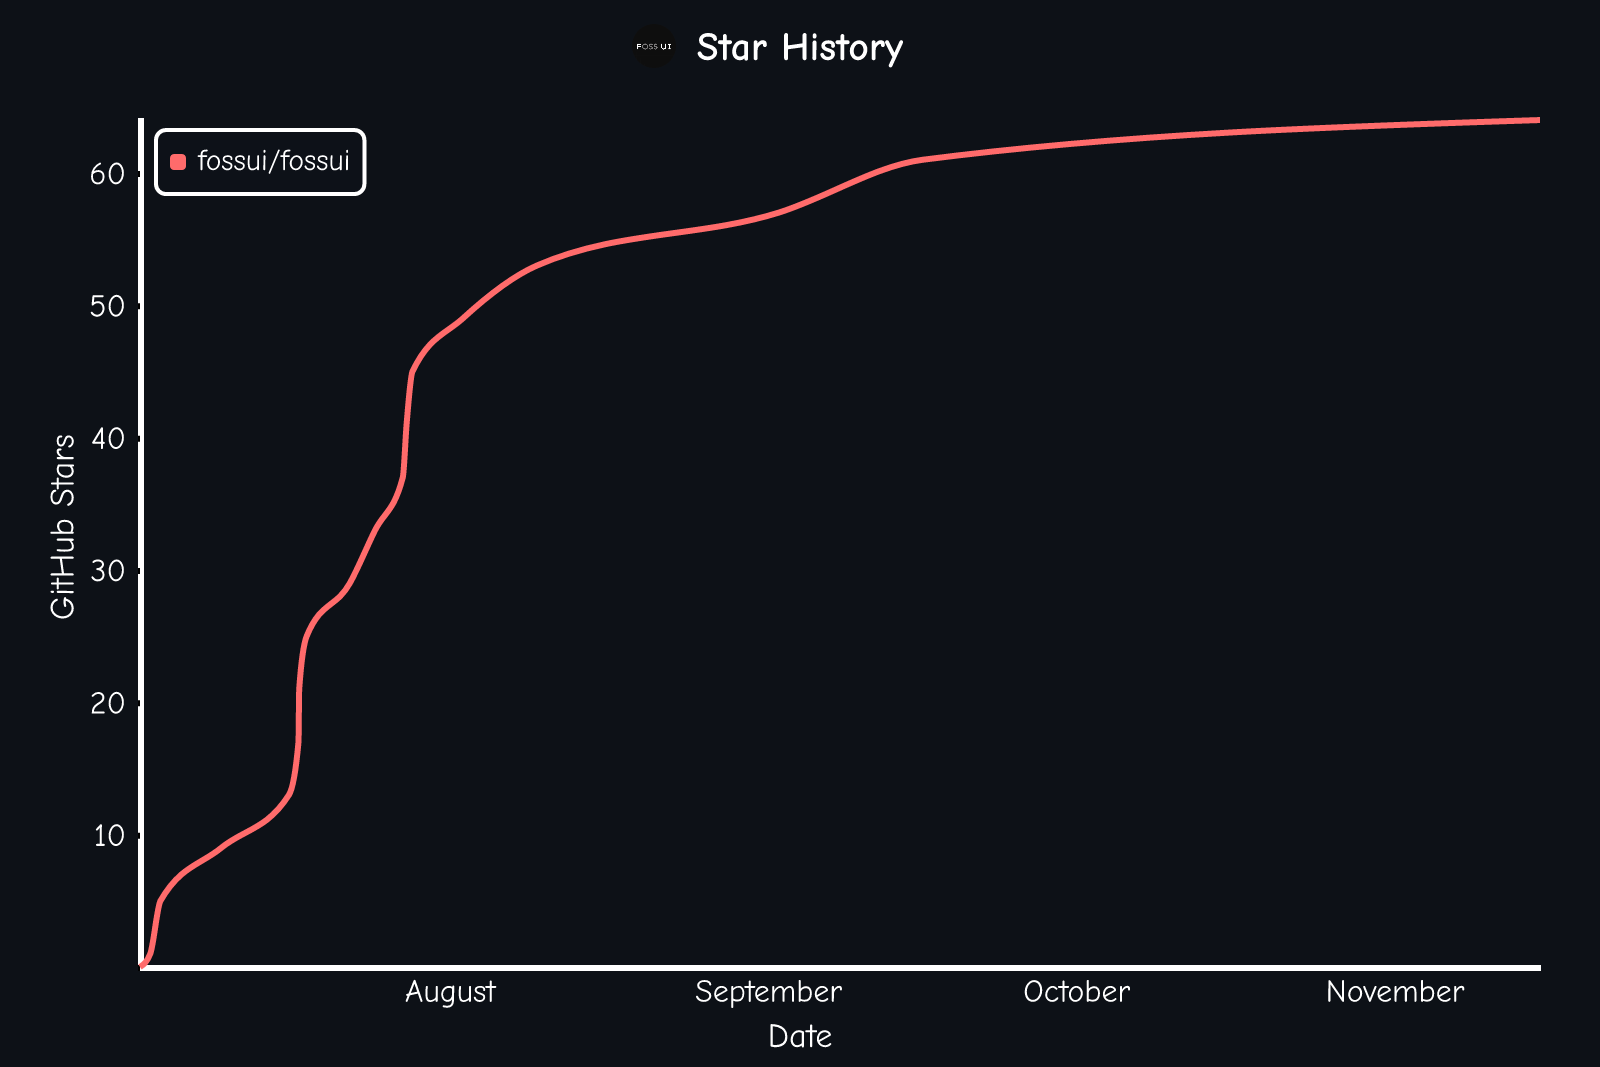 FOSS UI
Star History
fossui/fossui
60
50
40
30
20
10
GitHub Stars
August September October November
Date